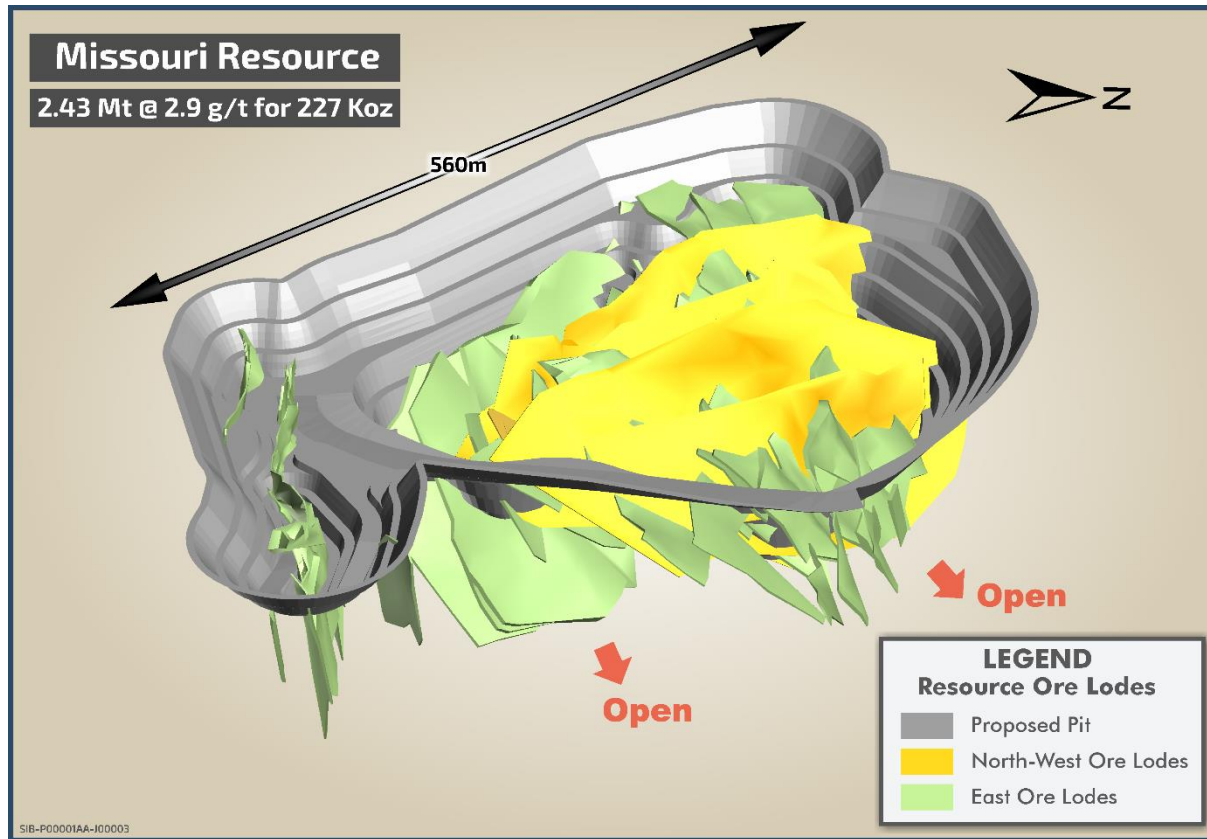 Missouri Resource
2.43 Mt @ 2.9 g/t for 227 Koz
560m
N
Open
Open
LEGEND
Resource Ore Lodes
Proposed Pit
North-West Ore Lodes
East Ore Lodes
SIB-P00001AA-J00003